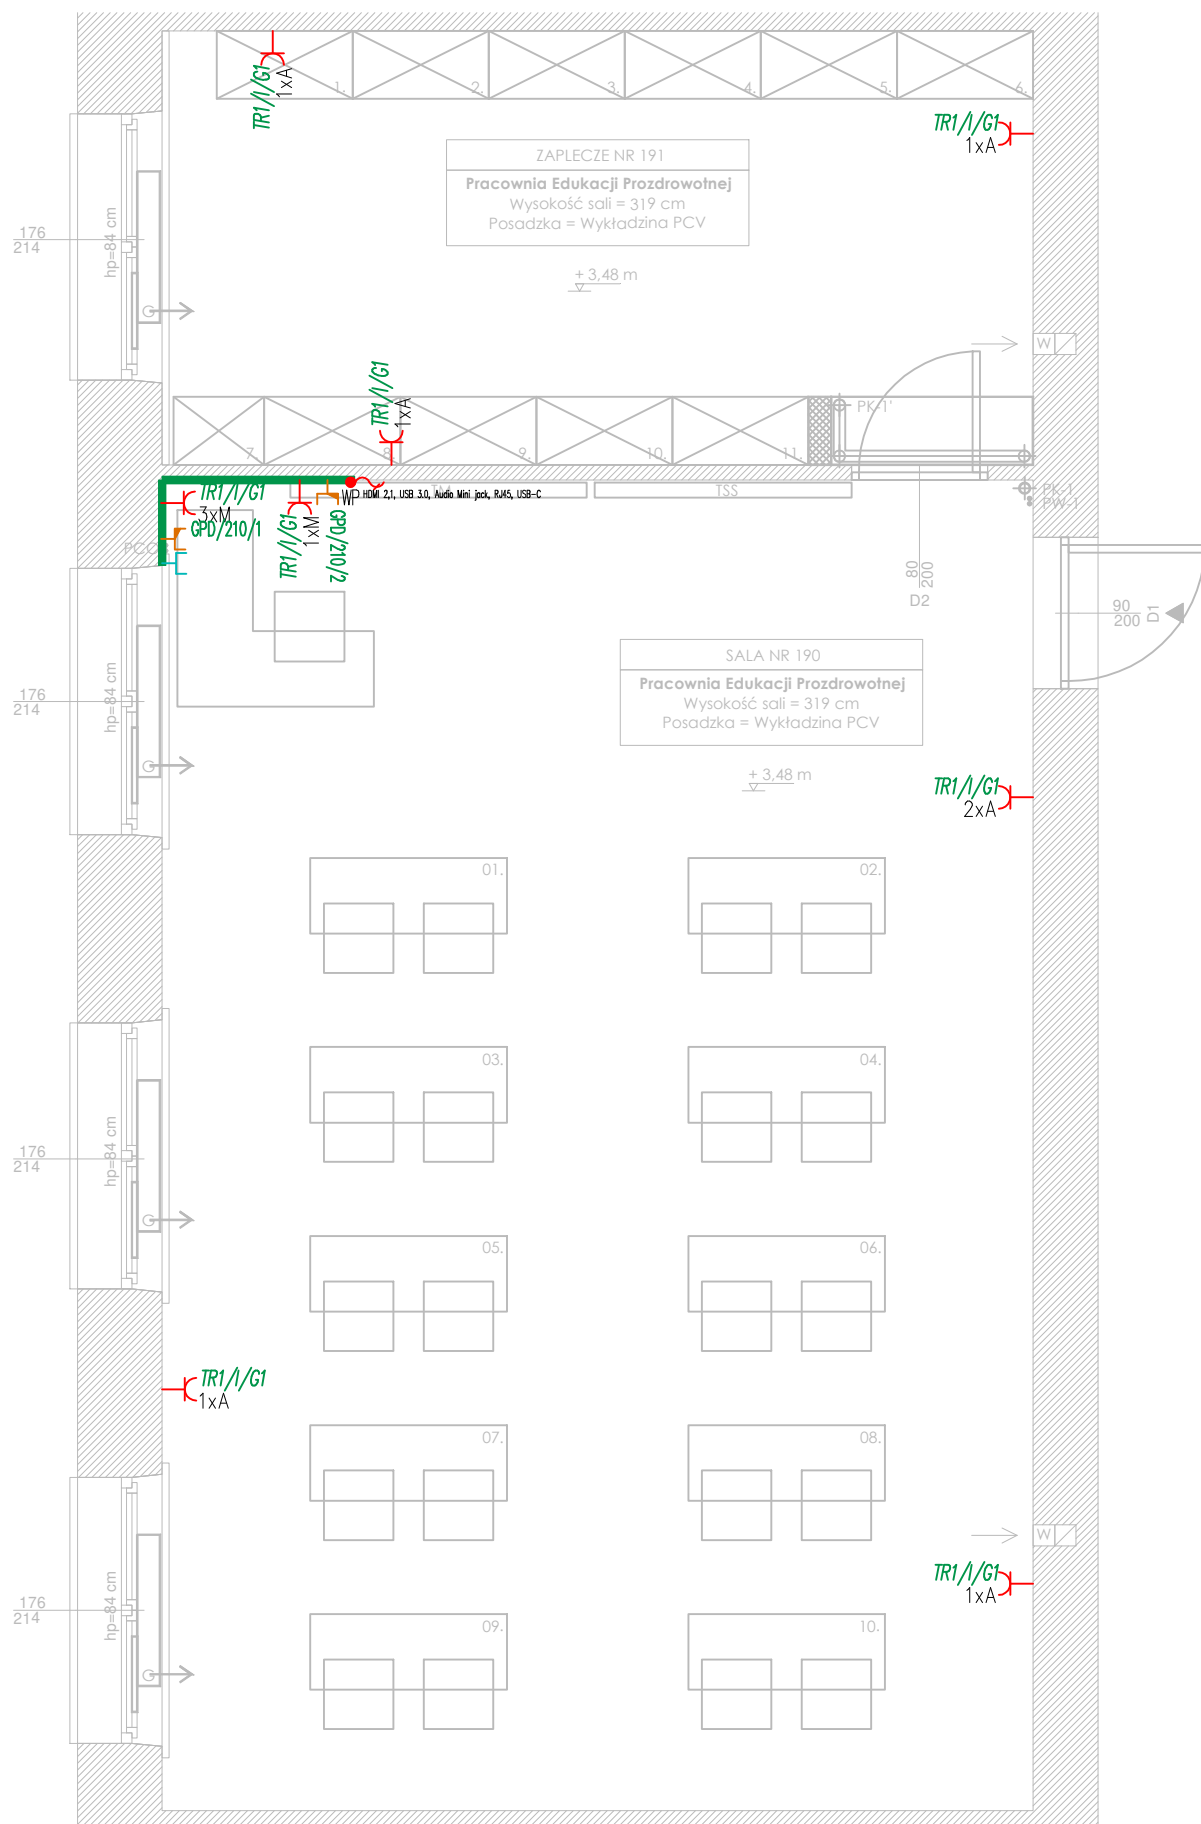 TR1/I/G1
1xA
1.
2.
3.
4.
5.
6.
TR1/I/G1
1xA
ZAPLECZE NR 191
Pracownia Edukacji Prozdrowotnej
Wysokość sali = 319 cm
Posadzka = Wykładzina PCV
+ 3,48 m
176
214
hp=84 cm
G
W
TR1/I/G1
1xA
7.
8.
9.
10.
11.
PK-1'
TR1/I/G1
3xM
GPD/210/1
TR1/I/G1
1xM
GPD/210/2
WP HDMI 2,1, USB 3.0, Audio Mini jack, RJ45, USB-C
TM
TSS
PW-1
80
200
D2
90
200
D1
SALA NR 190
Pracownia Edukacji Prozdrowotnej
Wysokość sali = 319 cm
Posadzka = Wykładzina PCV
+ 3,48 m
176
214
hp=84 cm
G
TR1/I/G1
2xA
01.
02.
03.
04.
176
214
hp=84 cm
G
05.
06.
TR1/I/G1
1xA
07.
08.
W
TR1/I/G1
1xA
176
214
hp=84 cm
G
09.
10.